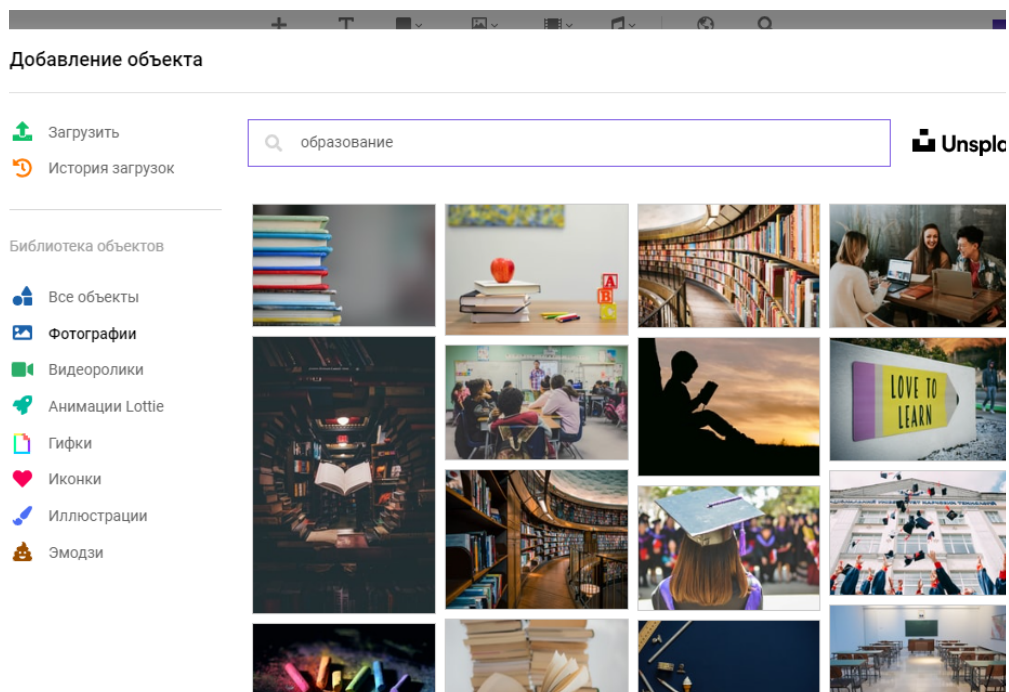 Добавление объекта
Загрузить
История загрузок
образование
Библиотека объектов
Все объекты
Фотографии
Видеоролики
Анимации Lottie
Гифки
Иконки
Иллюстрации
Эмодзи
A
B
LOVE TO
LEARN